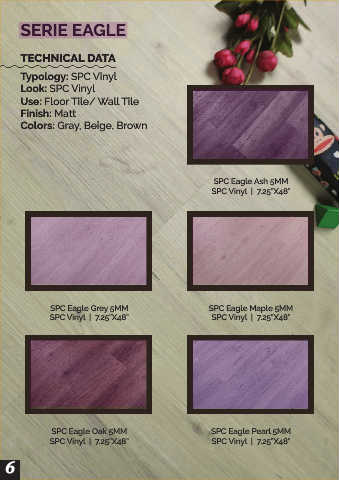 SERIE EAGLE
TECHNICAL DATA
Typology: SPC Vinyl
Look: SPC Vinyl
Use: Floor Tile/ Wall Tile
Finish: Matt
Colors: Gray, Beige, Brown
SPC Eagle Ash 5MM
SPC Vinyl | 7.25"X48"
SPC Eagle Grey 5MM
SPC Vinyl | 7.25"X48"
SPC Eagle Maple 5MM
SPC Vinyl | 7.25"X48"
SPC Eagle Oak 5MM
SPC Vinyl | 7.25"X48"
SPC Eagle Pearl 5MM
SPC Vinyl | 7.25"X48"
6